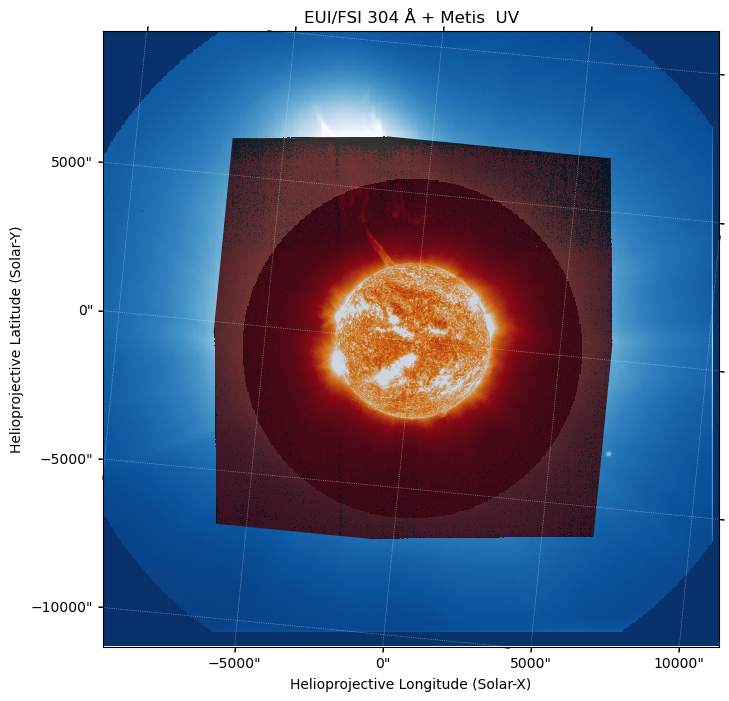 EUI/FSI 304 Å + Metis  UV
5000"
0"
−5000"
−10000"
Helioprojective Latitude (Solar-Y)
−5000"
0"
5000"
10000"
Helioprojective Longitude (Solar-X)